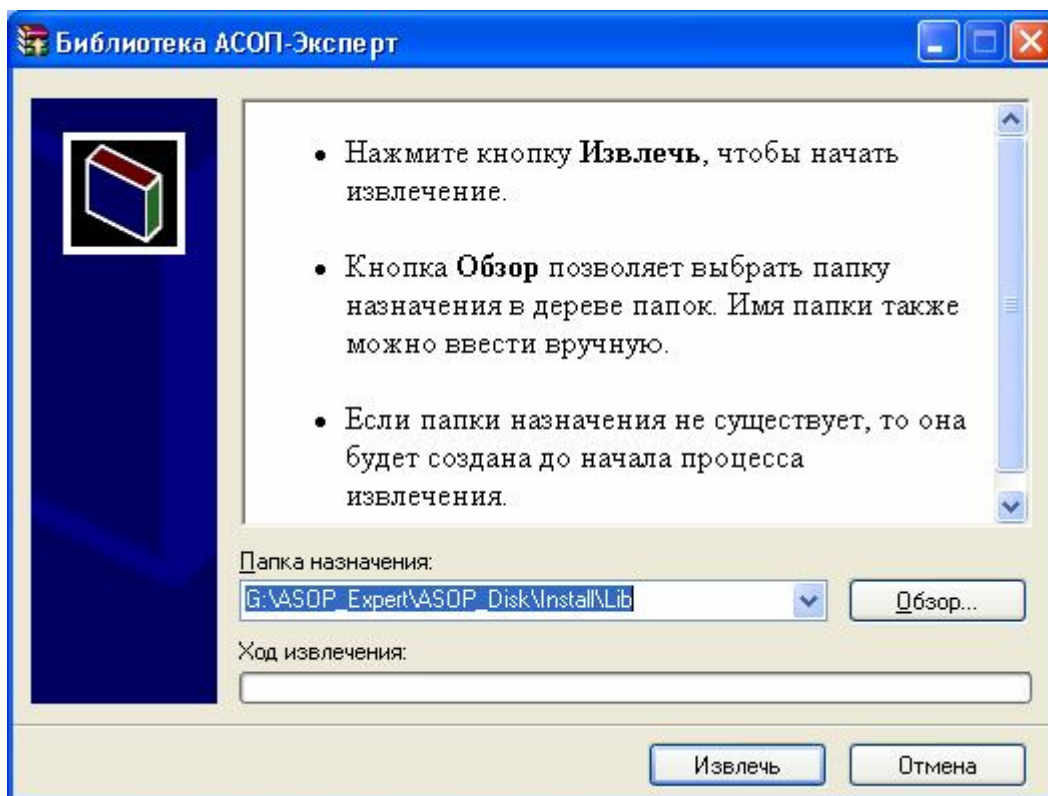 Библиотека АСОП-Эксперт
• Нажмите кнопку Извлечь, чтобы начать
извлечение.
• Кнопка Обзор позволяет выбрать папку
назначения в дереве папок. Имя папки также
можно ввести вручную.
• Если папки назначения не существует, то она
будет создана до начала процесса
извлечения.
Папка назначения:
G:\ASOP_Expert\ASOP_Disk\Install\Lib
Обзор...
Ход извлечения:
Извлечь
Отмена